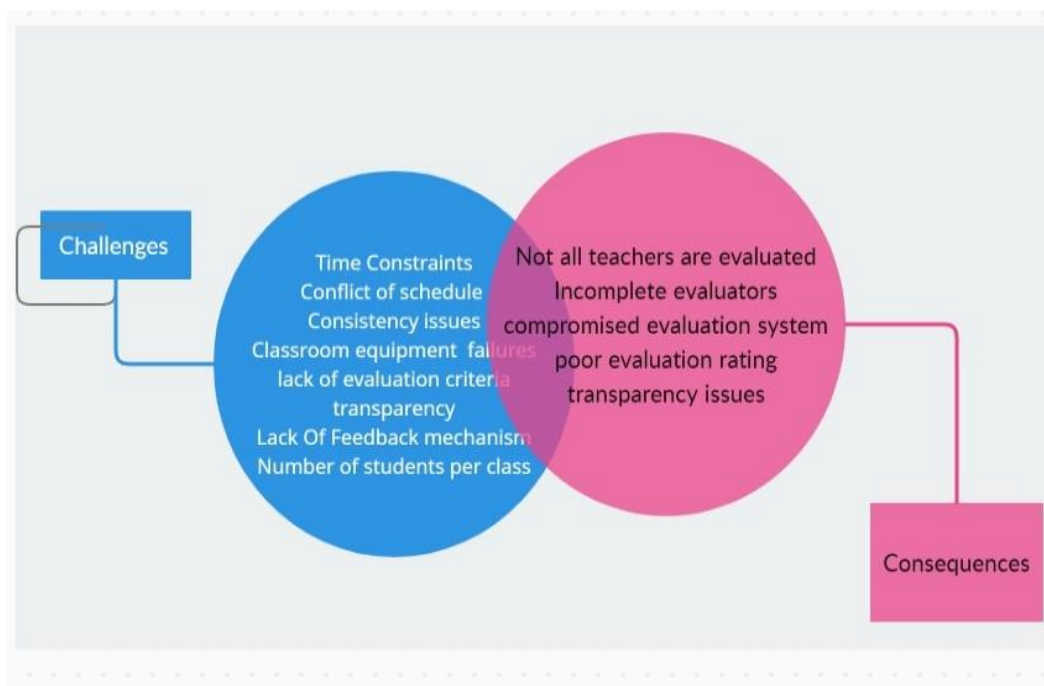 Challenges
Time Constraints
Conflict of schedule
Consistency issues
Classroom equipment failures
lack of evaluation criteria
transparency
Lack Of Feedback mechanism
Number of students per class
Not all teachers are evaluated
Incomplete evaluators
compromised evaluation system
poor evaluation rating
transparency issues
Consequences